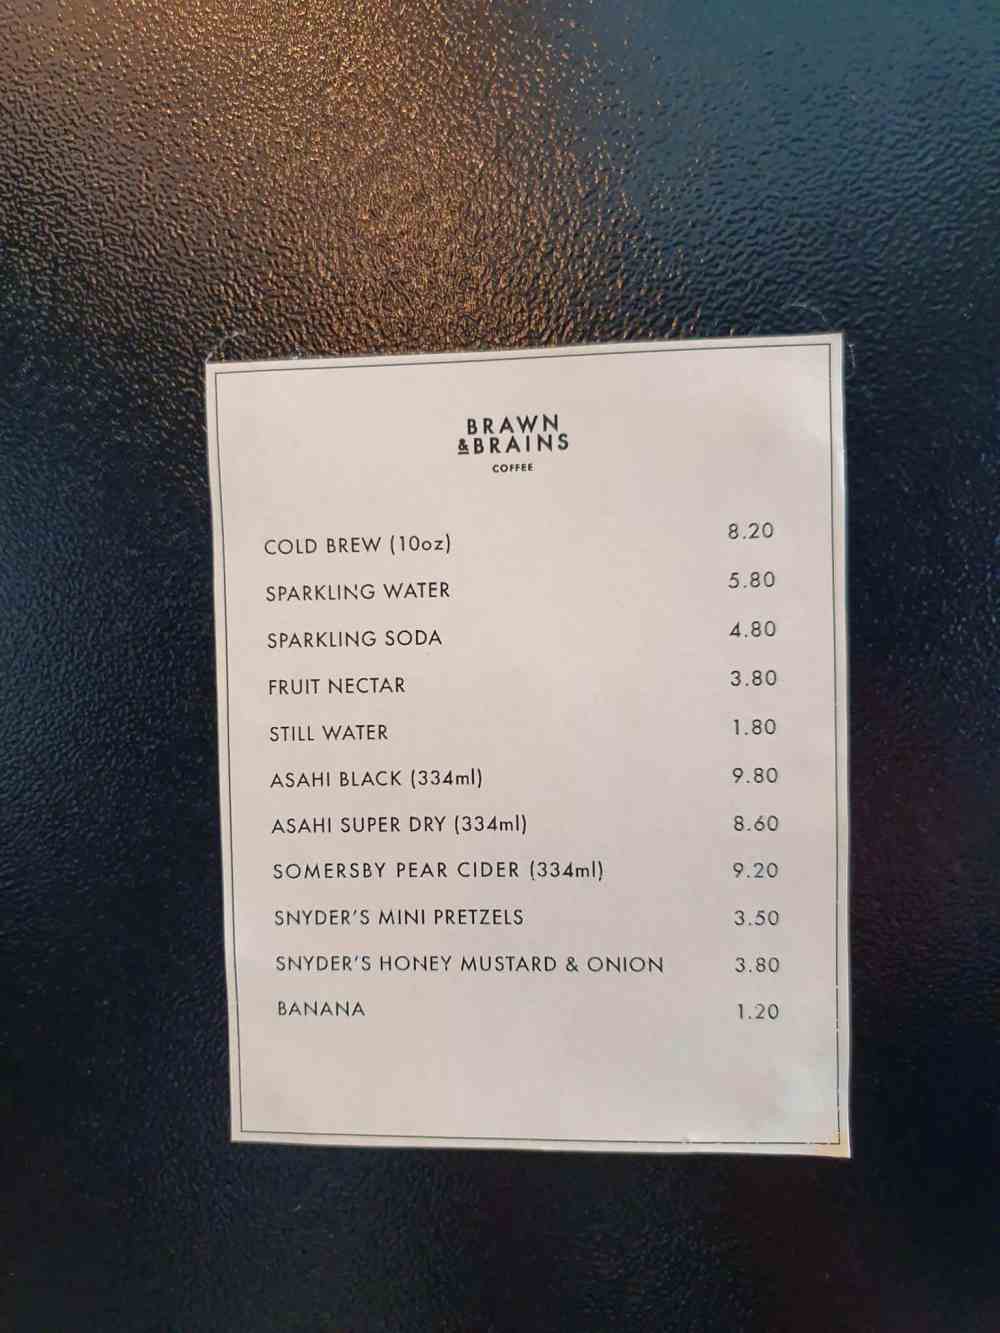 BRAWN
&BRAINS
COFFEE
COLD BREW (10oz) 8.20
SPARKLING WATER 5.80
SPARKLING SODA 4.80
FRUIT NECTAR 3.80
STILL WATER 1.80
ASAHI BLACK (334ml) 9.80
ASAHI SUPER DRY (334ml) 8.60
SOMERSBY PEAR CIDER (334ml) 9.20
SNYDER'S MINI PRETZELS 3.50
SNYDER'S HONEY MUSTARD & ONION 3.80
BANANA 1.20